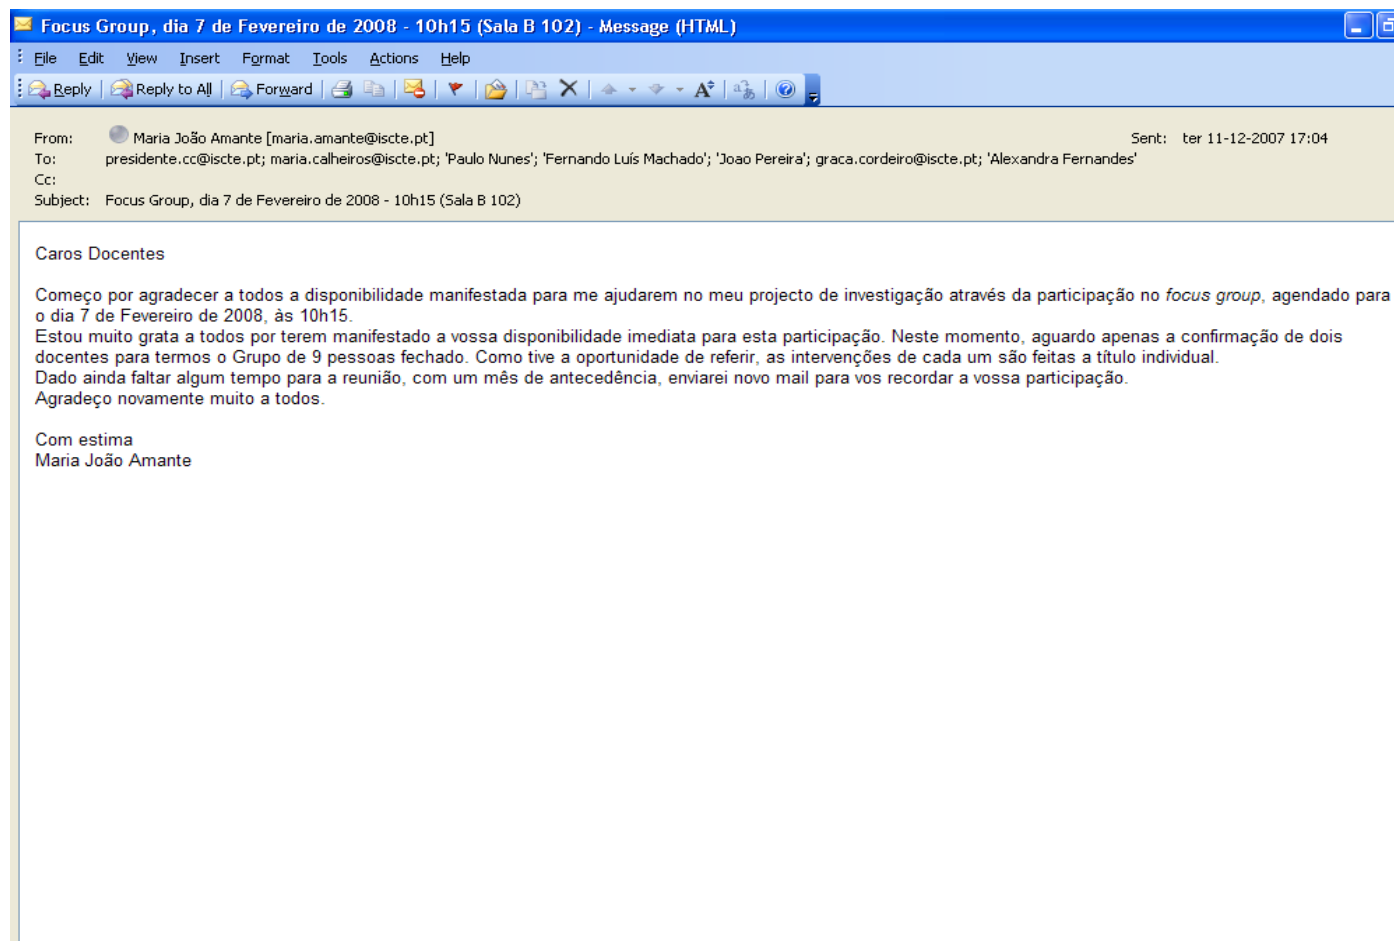 Focus Group, dia 7 de Fevereiro de 2008 - 10h15 (Sala B 102) - Message (HTML)
File Edit View Insert Format Tools Actions Help
Reply Reply to All Forward
From: Maria João Amante [maria.amante@iscte.pt] Sent: ter 11-12-2007 17:04
To: presidente.cc@iscte.pt; maria.calheiros@iscte.pt; 'Paulo Nunes'; 'Fernando Luís Machado'; 'Joao Pereira'; graca.cordeiro@iscte.pt; 'Alexandra Fernandes'
Cc:
Subject: Focus Group, dia 7 de Fevereiro de 2008 - 10h15 (Sala B 102)
Caros Docentes
Começo por agradecer a todos a disponibilidade manifestada para me ajudarem no meu projecto de investigação através da participação no focus group, agendado para
o dia 7 de Fevereiro de 2008, às 10h15.
Estou muito grata a todos por terem manifestado a vossa disponibilidade imediata para esta participação. Neste momento, aguardo apenas a confirmação de dois
docentes para termos o Grupo de 9 pessoas fechado. Como tive a oportunidade de referir, as intervenções de cada um são feitas a título individual.
Dado ainda faltar algum tempo para a reunião, com um mês de antecedência, enviarei novo mail para vos recordar a vossa participação.
Agradeço novamente muito a todos.
Com estima
Maria João Amante